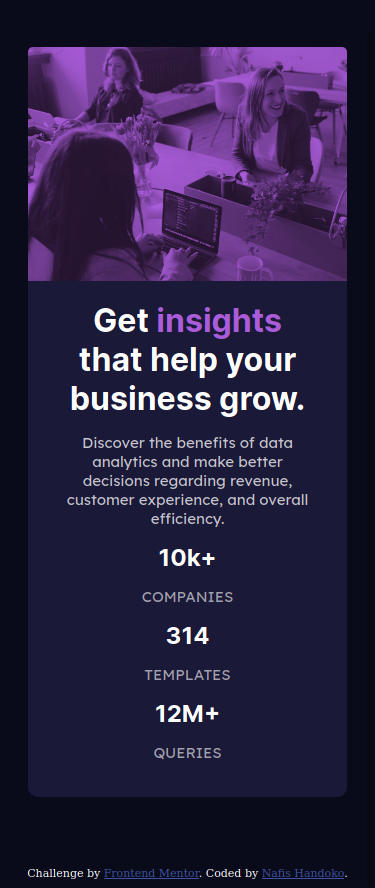 Get insights
that help your
business grow.
Discover the benefits of data
analytics and make better
decisions regarding revenue,
customer experience, and overall
efficiency.
10k+
COMPANIES
314
TEMPLATES
12M+
QUERIES
Challenge by Frontend Mentor. Coded by Nafis Handoko.